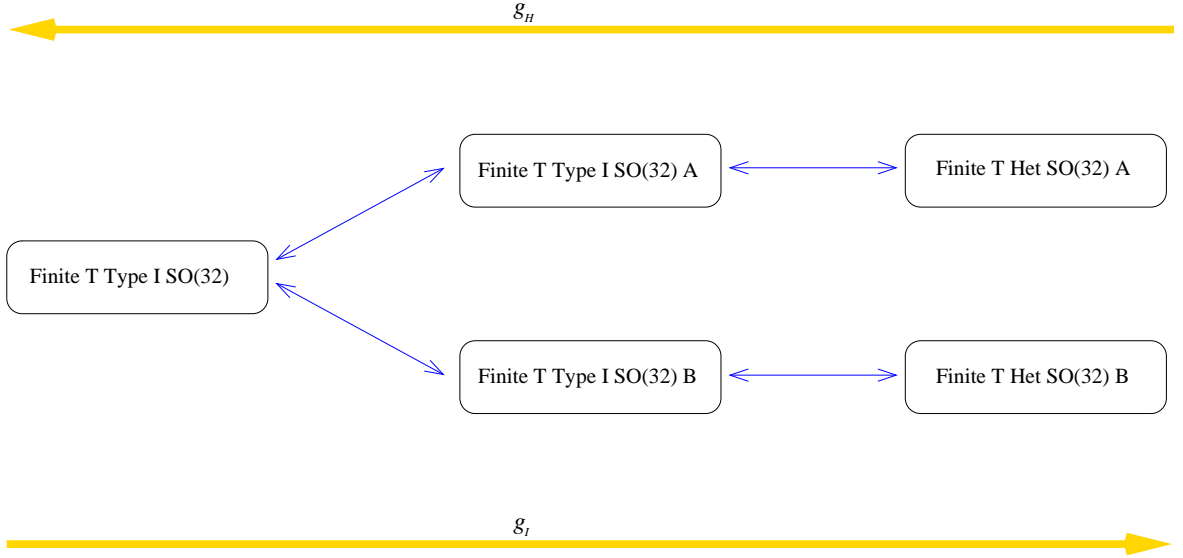 g_H
Finite T Type I SO(32) A
Finite T Het SO(32) A
Finite T Type I SO(32)
Finite T Type I SO(32) B
Finite T Het SO(32) B
g_I